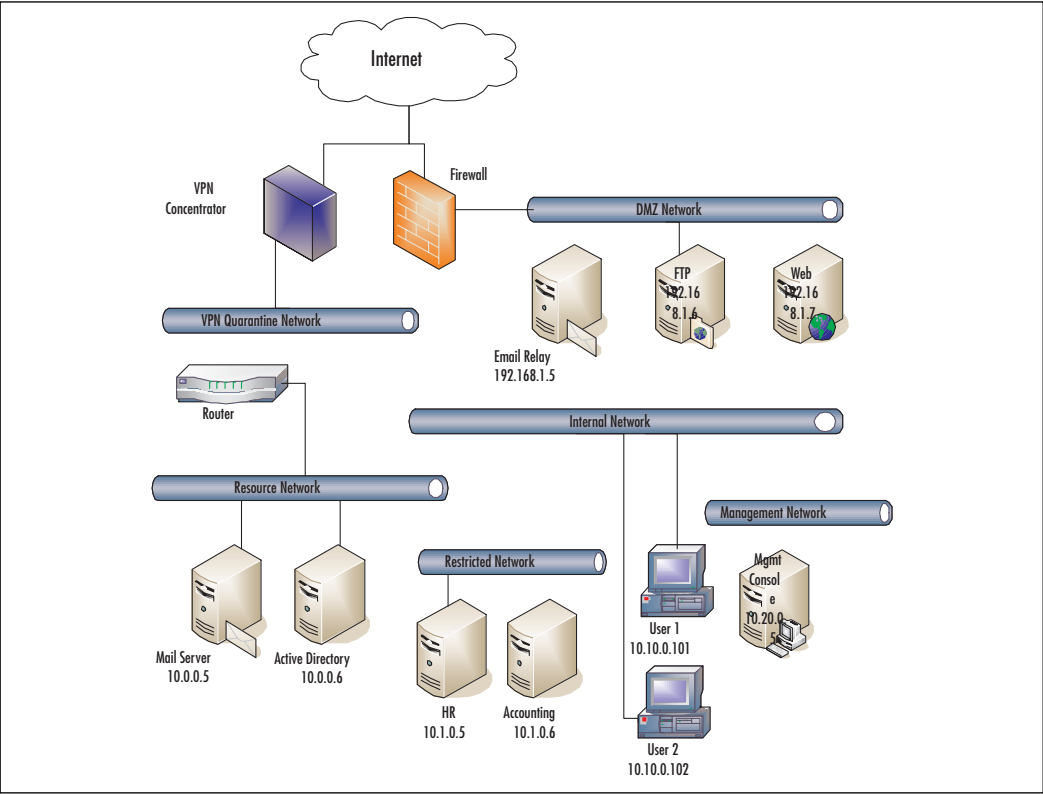 Internet
VPN
Concentrator
Firewall
DMZ Network
FTP
192.16
8.1.6
Web
192.16
8.1.7
VPN Quarantine Network
Email Relay
192.168.1.5
Router
Internal Network
Resource Network
Management Network
Restricted Network
Mgmt
Consol
e
10.20.0.
5
User 1
10.10.0.101
Mail Server
10.0.0.5
Active Directory
10.0.0.6
HR
10.1.0.5
Accounting
10.1.0.6
User 2
10.10.0.102